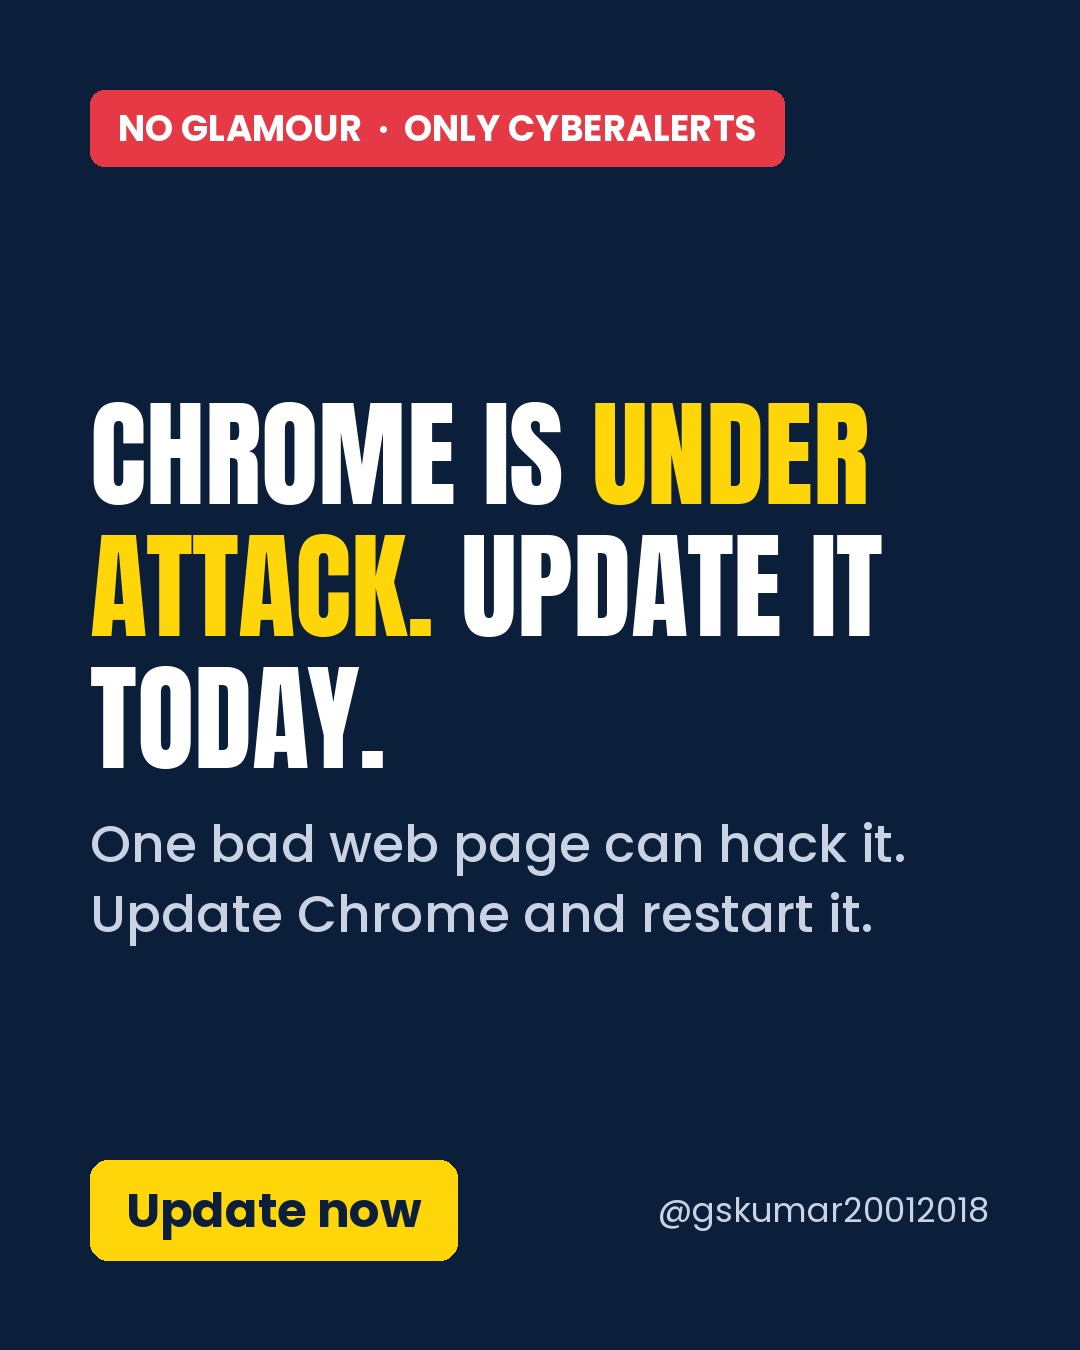 NO GLAMOUR · ONLY CYBERALERTS
CHROME IS UNDER
ATTACK. UPDATE IT
TODAY.
One bad web page can hack it.
Update Chrome and restart it.
Update now
@gskumar20012018